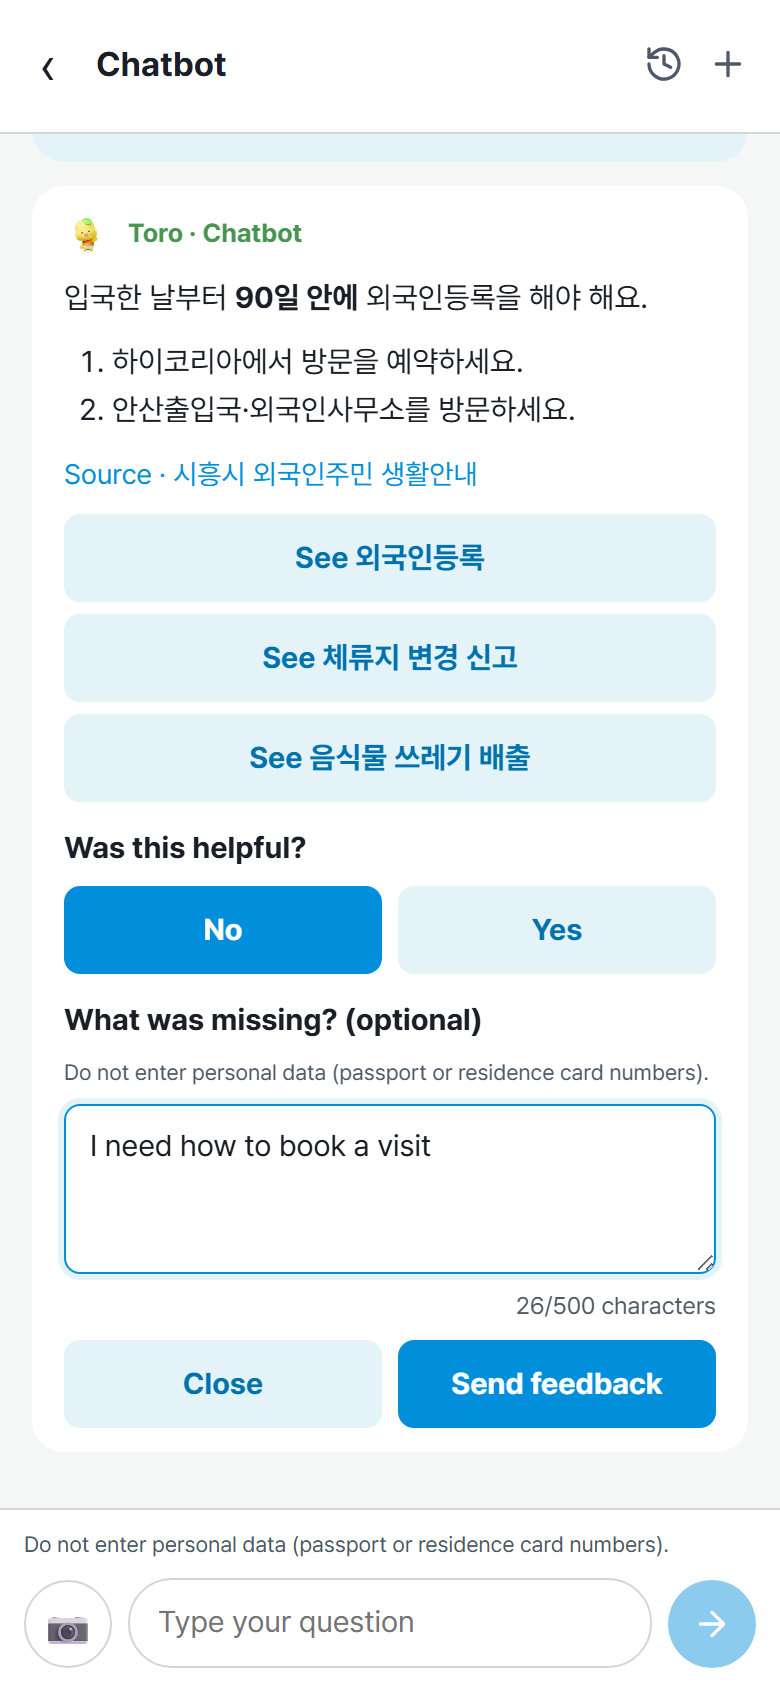 Chatbot
Toro · Chatbot
입국한 날부터 90일 안에 외국인등록을 해야 해요.
1. 하이코리아에서 방문을 예약하세요.
2. 안산출입국·외국인사무소를 방문하세요.
Source · 시흥시 외국인주민 생활안내
See 외국인등록
See 체류지 변경 신고
See 음식물 쓰레기 배출
Was this helpful?
No
Yes
What was missing? (optional)
Do not enter personal data (passport or residence card numbers).
I need how to book a visit
26/500 characters
Close
Send feedback
Do not enter personal data (passport or residence card numbers).
Type your question